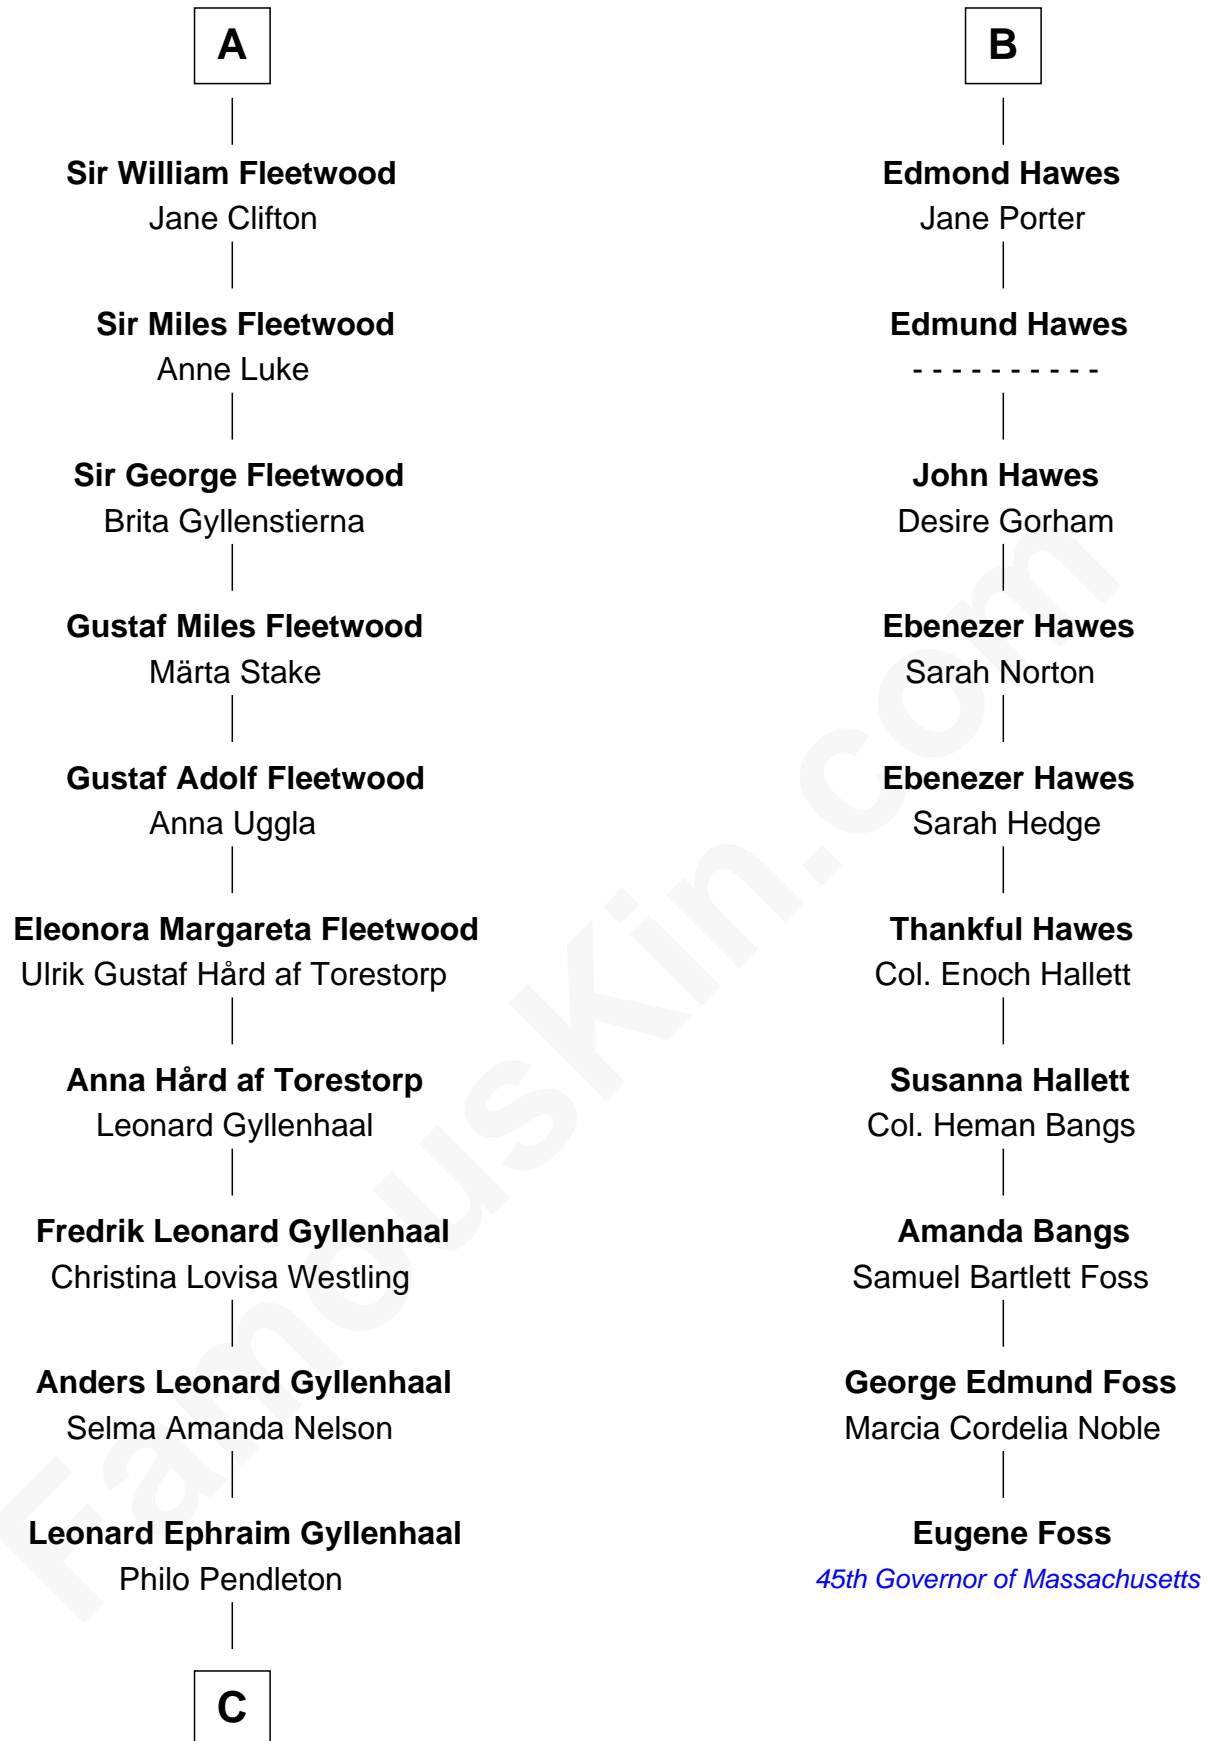 A
Sir William Fleetwood
Jane Clifton
Sir Miles Fleetwood
Anne Luke
Sir George Fleetwood
Brita Gyllenstierna
Gustaf Miles Fleetwood
Märta Stake
Gustaf Adolf Fleetwood
Anna Uggla
Eleonora Margareta Fleetwood
Ulrik Gustaf Hård af Torestorp
Anna Hård af Torestorp
Leonard Gyllenhaal
Fredrik Leonard Gyllenhaal
Christina Lovisa Westling
Anders Leonard Gyllenhaal
Selma Amanda Nelson
Leonard Ephraim Gyllenhaal
Philo Pendleton
C
B
Edmond Hawes
Jane Porter
Edmund Hawes
- - - - - - - - - -
John Hawes
Desire Gorham
Ebenezer Hawes
Sarah Norton
Ebenezer Hawes
Sarah Hedge
Thankful Hawes
Col. Enoch Hallett
Susanna Hallett
Col. Heman Bangs
Amanda Bangs
Samuel Bartlett Foss
George Edmund Foss
Marcia Cordelia Noble
Eugene Foss
45th Governor of Massachusetts
FamousKin.com